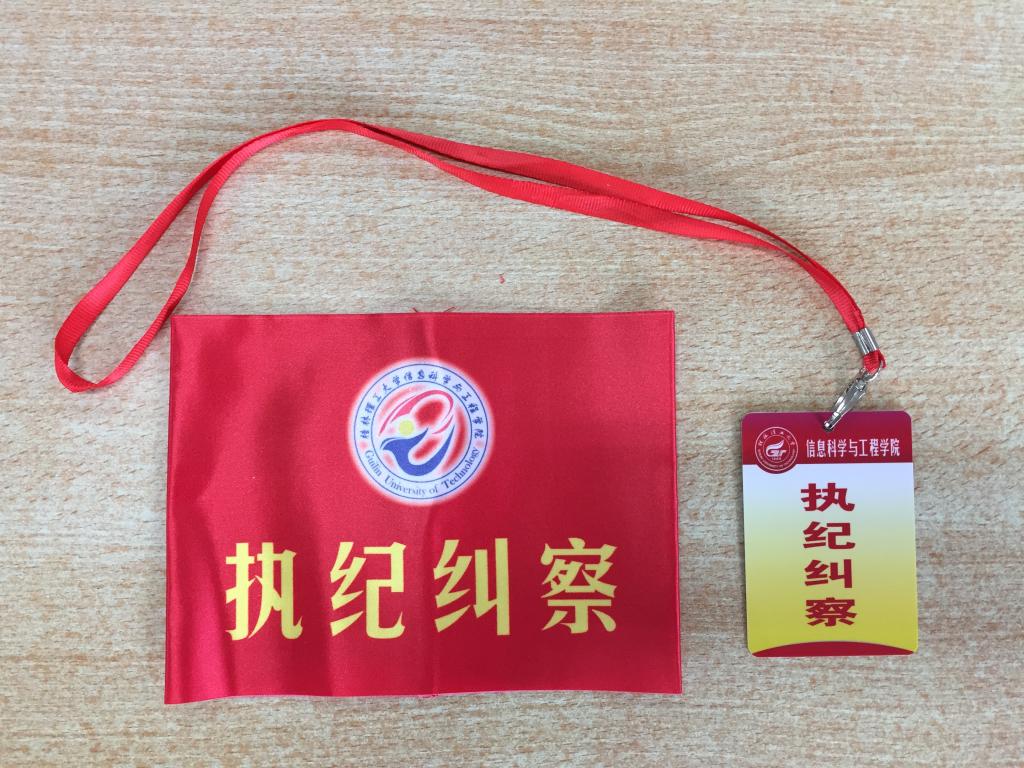 桂林理工大学信息科学与工程学院
Guilin University of Technology
执纪纠察
信息科学与工程学院
执
纪
纠
察